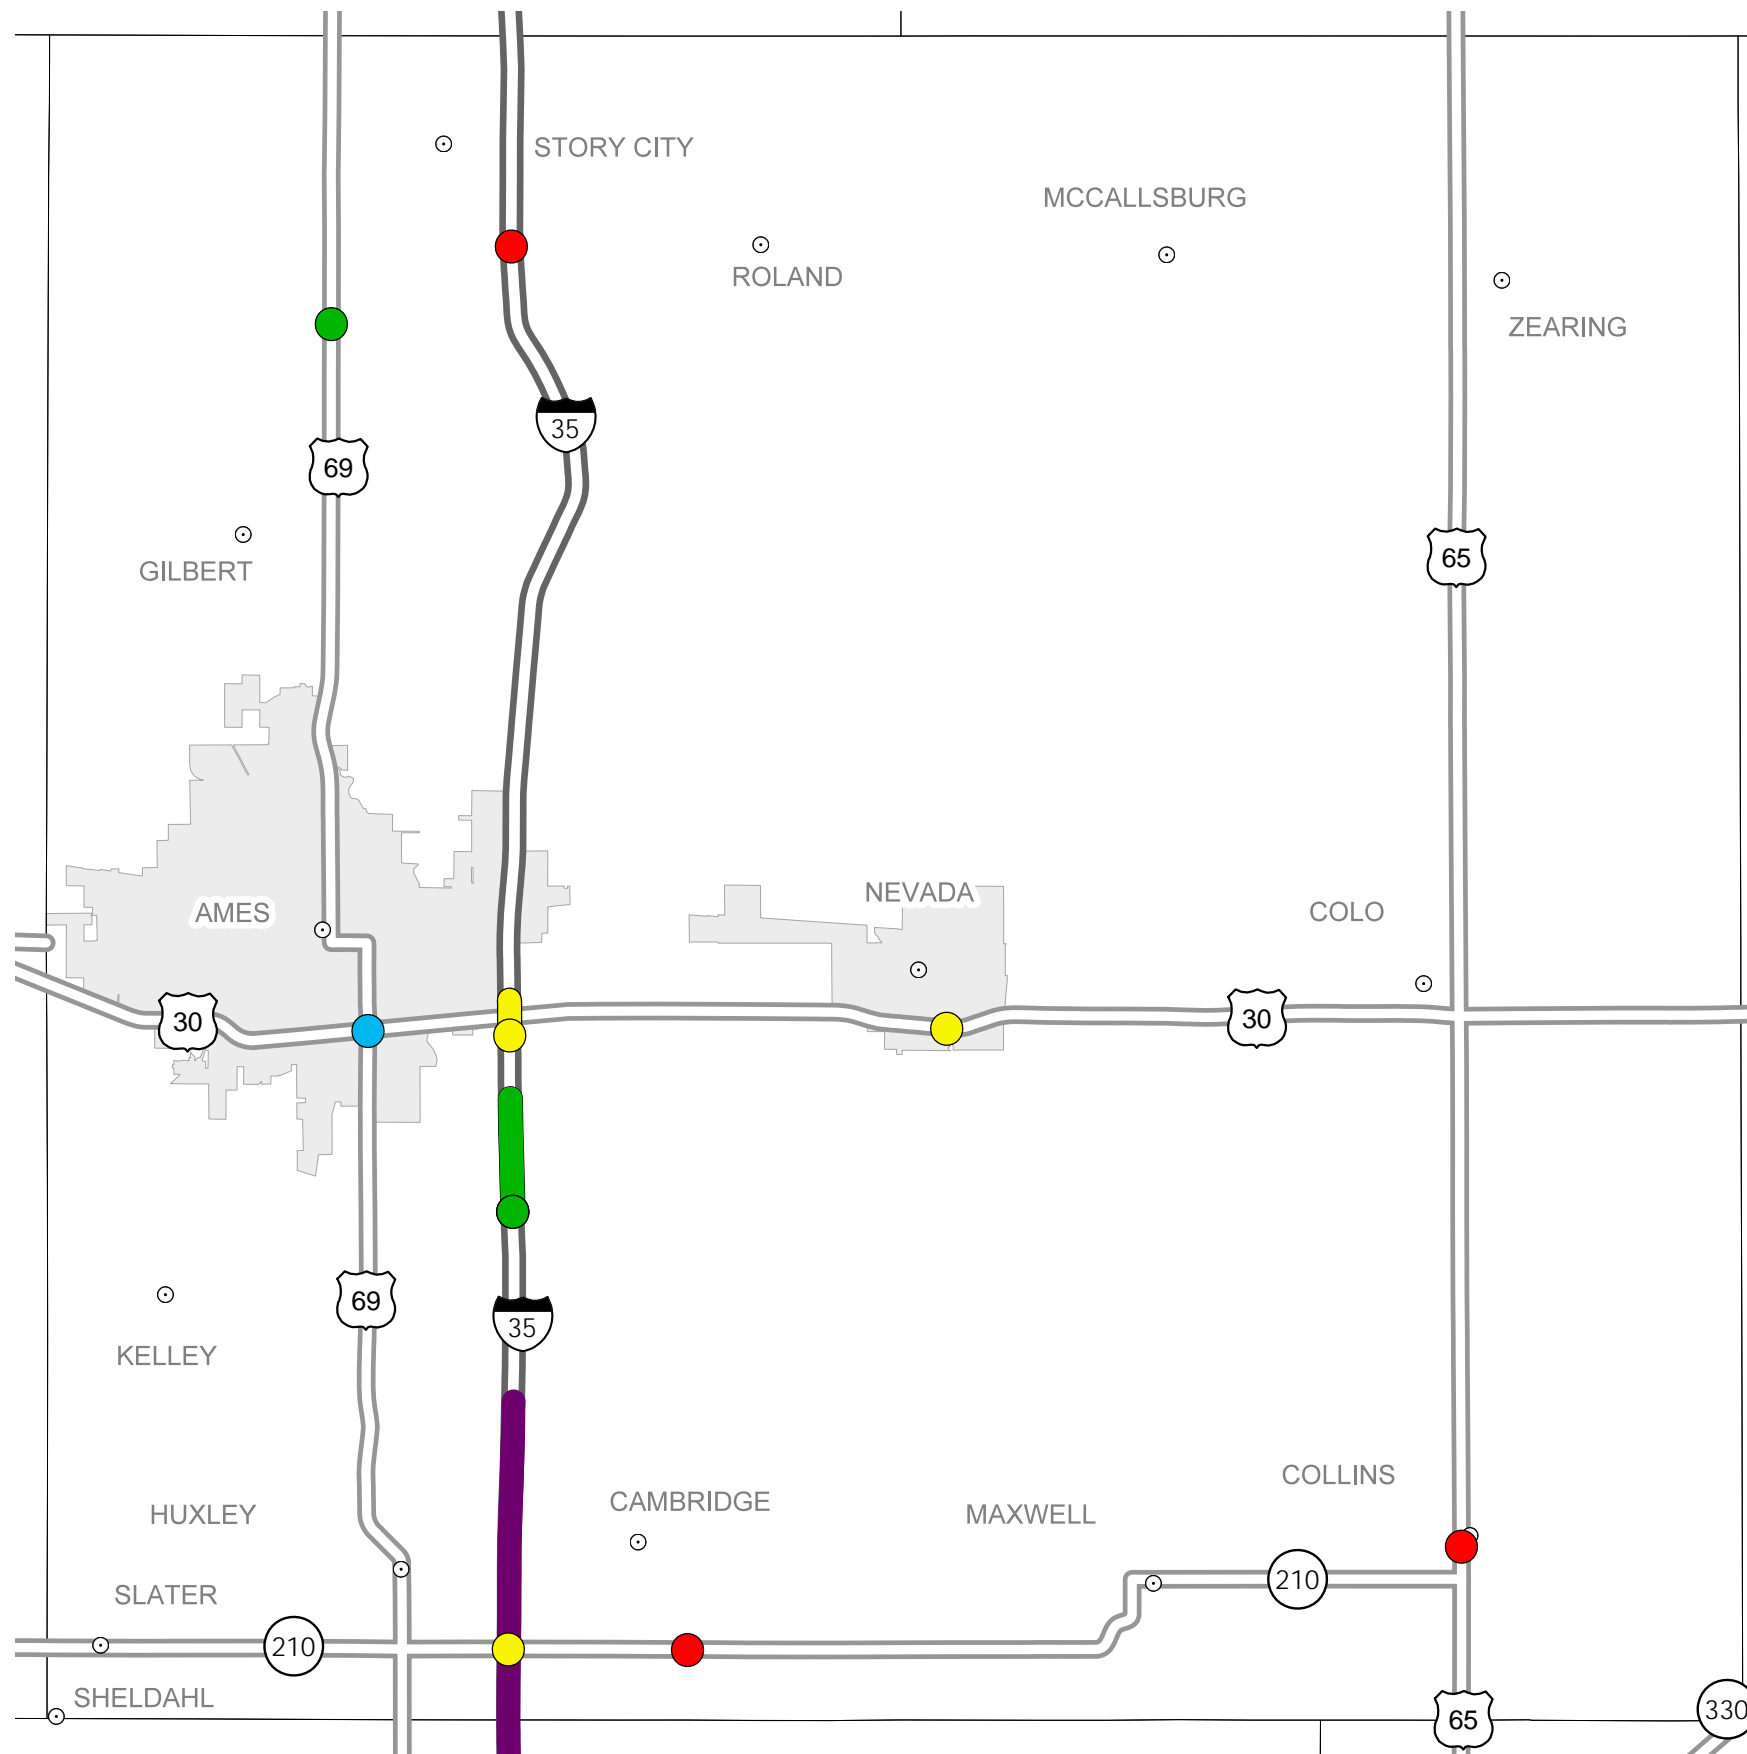 STORY CITY
MCCALLSBURG
ROLAND
ZEARING
35
69
65
GILBERT
NEVADA
AMES
COLO
30
30
69
35
KELLEY
COLLINS
CAMBRIDGE
HUXLEY
MAXWELL
210
SLATER
210
SHELDAHL
330
65